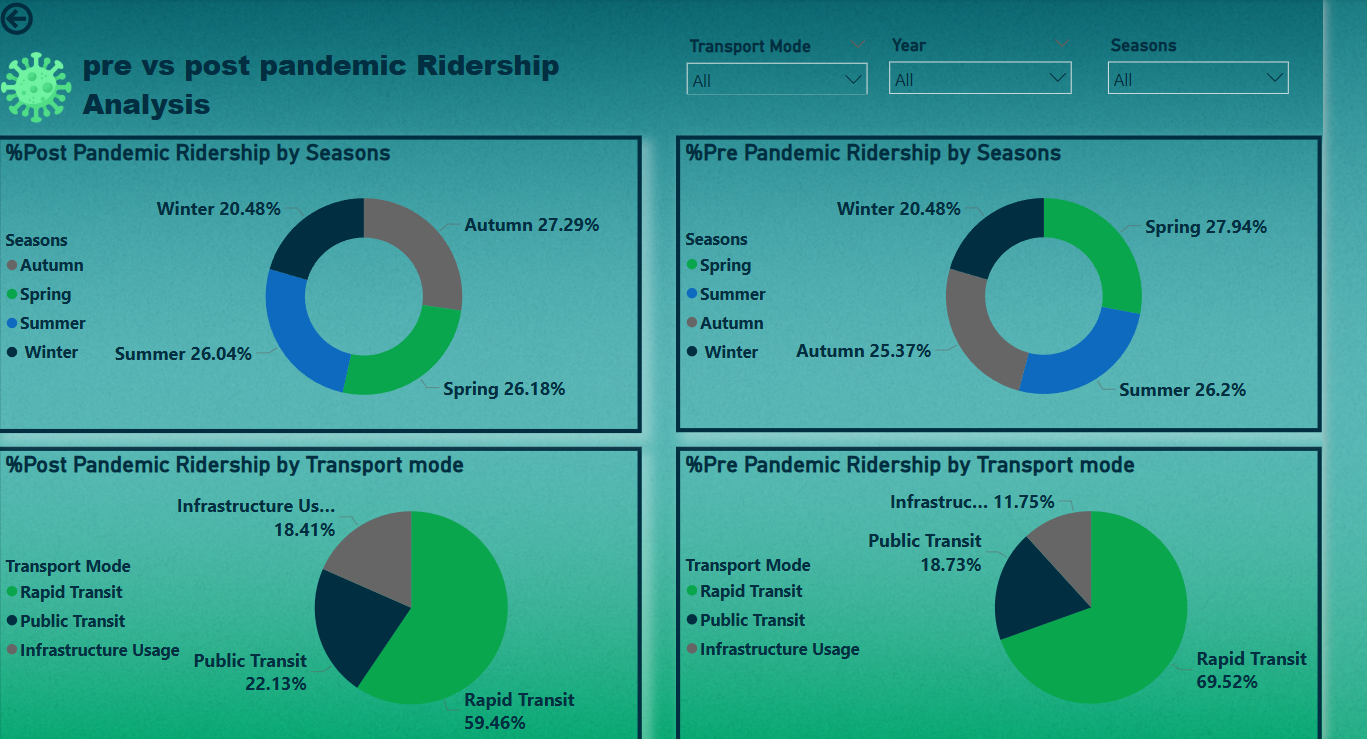 pre vs post pandemic Ridership
Analysis
Transport Mode
All
Year
All
Seasons
All
%Post Pandemic Ridership by Seasons
Winter 20.48%
Autumn 27.29%
Seasons
Autumn
Spring
Summer
Winter
Summer 26.04%
Spring 26.18%
%Pre Pandemic Ridership by Seasons
Winter 20.48%
Spring 27.94%
Seasons
Spring
Summer
Autumn
Winter
Autumn 25.37%
Summer 26.2%
%Post Pandemic Ridership by Transport mode
Infrastructure Us...
18.41%
Transport Mode
Rapid Transit
Public Transit
Infrastructure Usage
Public Transit
22.13%
Rapid Transit
59.46%
%Pre Pandemic Ridership by Transport mode
Infrastruc... 11.75%
Public Transit
18.73%
Transport Mode
Rapid Transit
Public Transit
Infrastructure Usage
Rapid Transit
69.52%